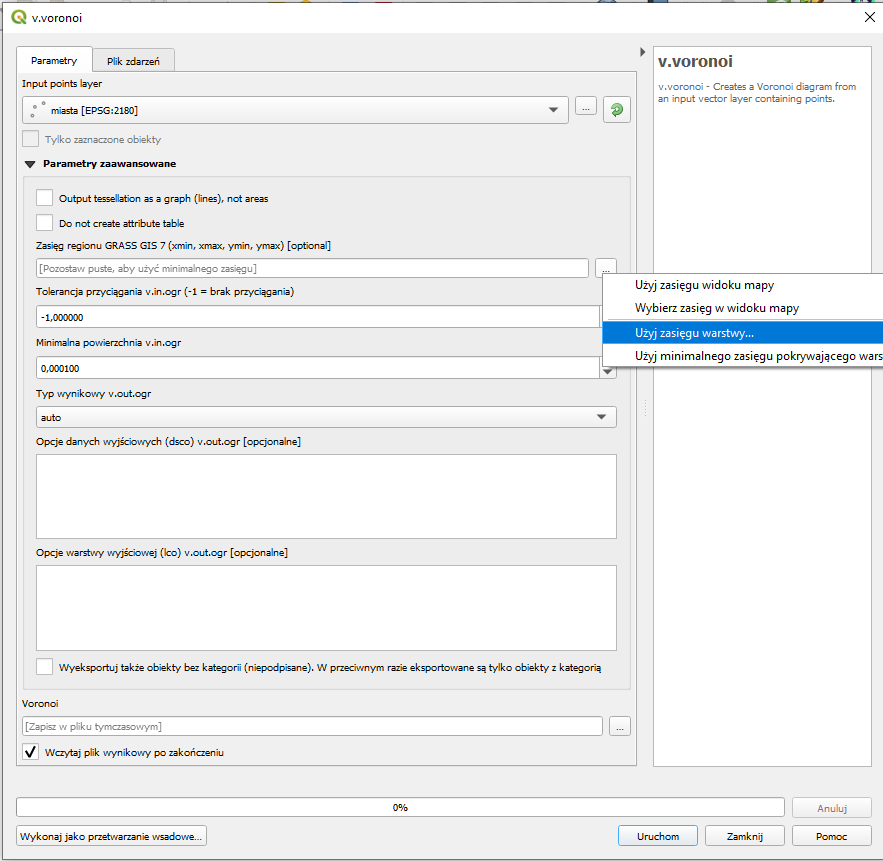 v.voronoi
Parametry
Plik zdarzeń
Input points layer
miasta [EPSG:2180]
...
Tylko zaznaczone obiekty
Parametry zaawansowane
Output tessellation as a graph (lines), not areas
Do not create attribute table
Zasięg regionu GRASS GIS 7 (xmin, xmax, ymin, ymax) [optional]
[Pozostaw puste, aby użyć minimalnego zasięgu]
...
Tolerancja przyciągania v.in.ogr (-1 = brak przyciągania)
-1,000000
Minimalna powierzchnia v.in.ogr
0,000100
Typ wynikowy v.out.ogr
auto
Opcje danych wyjściowych (dsco) v.out.ogr [opcjonalne]
Opcje warstwy wyjściowej (lco) v.out.ogr [opcjonalne]
Wyeksportuj także obiekty bez kategorii (niepodpisane). W przeciwnym razie eksportowane są tylko obiekty z kategorią
Voronoi
[Zapisz w pliku tymczasowym]
...
Wczytaj plik wynikowy po zakończeniu
v.voronoi
v.voronoi - Creates a Voronoi diagram from
an input vector layer containing points.
Użyj zasięgu widoku mapy
Wybierz zasięg w widoku mapy
Użyj zasięgu warstwy...
Użyj minimalnego zasięgu pokrywającego wars
0%
Anuluj
Wykonaj jako przetwarzanie wsadowe...
Uruchom
Zamknij
Pomoc